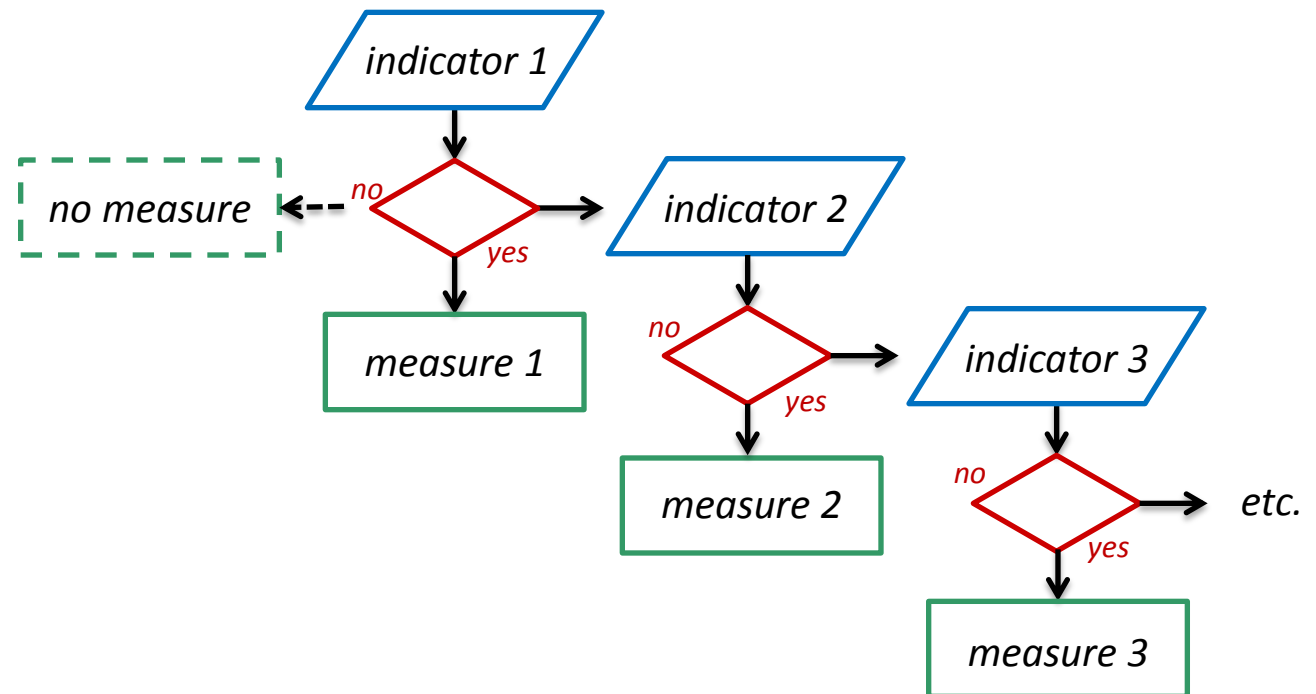 indicator 1
no measure
no
yes
indicator 2
measure 1
no
yes
indicator 3
measure 2
no
yes
etc.
measure 3